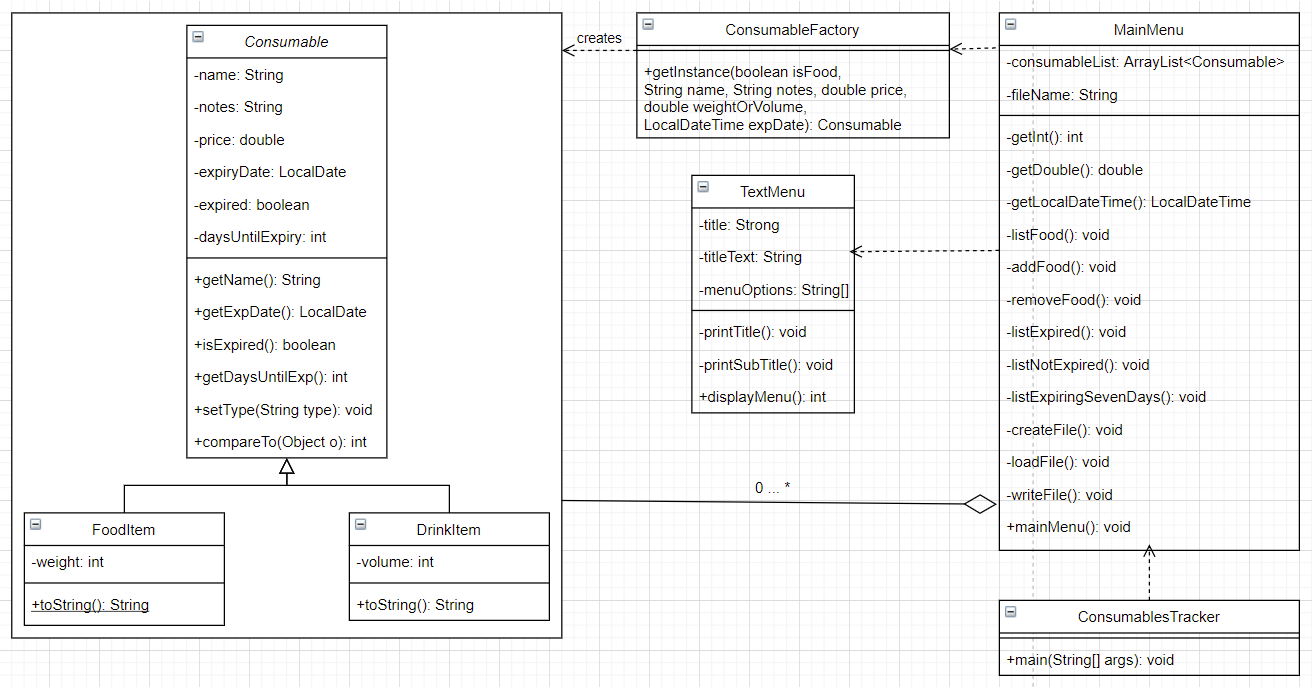 Consumable
-name: String
-notes: String
-price: double
-expiryDate: LocalDate
-expired: boolean
-daysUntilExpiry: int
+getName(): String
+getExpDate(): LocalDate
+isExpired(): boolean
+getDaysUntilExp(): int
+setType(String type): void
+compareTo(Object o): int
FoodItem
-weight: int
+toString(): String
DrinkItem
-volume: int
+toString(): String
creates
ConsumableFactory
+getInstance(boolean isFood,
String name, String notes, double price,
double weightOrVolume,
LocalDateTime expDate): Consumable
TextMenu
-title: Strong
-titleText: String
-menuOptions: String[]
-printTitle(): void
-printSubTitle(): void
+displayMenu(): int
0 ... *
MainMenu
-consumableList: ArrayList<Consumable>
-fileName: String
-getInt(): int
-getDouble(): double
-getLocalDateTime(): LocalDateTime
-listFood(): void
-addFood(): void
-removeFood(): void
-listExpired(): void
-listNotExpired(): void
-listExpiringSevenDays(): void
-createFile(): void
-loadFile(): void
-writeFile(): void
+mainMenu(): void
ConsumablesTracker
+main(String[] args): void